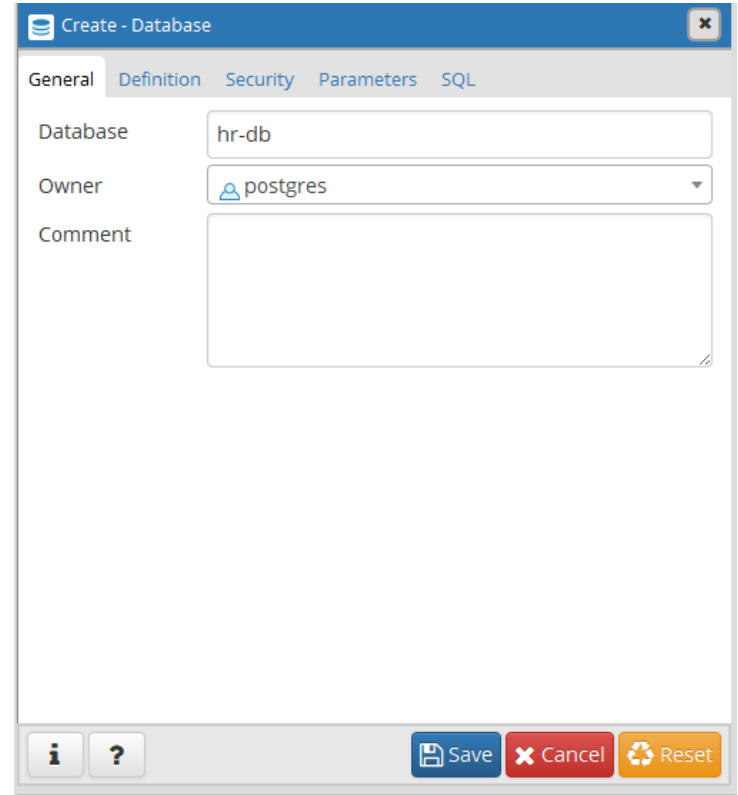 Create - Database
General Definition Security Parameters SQL
Database hr-db
Owner postgres
Comment
i ? Save Cancel Reset